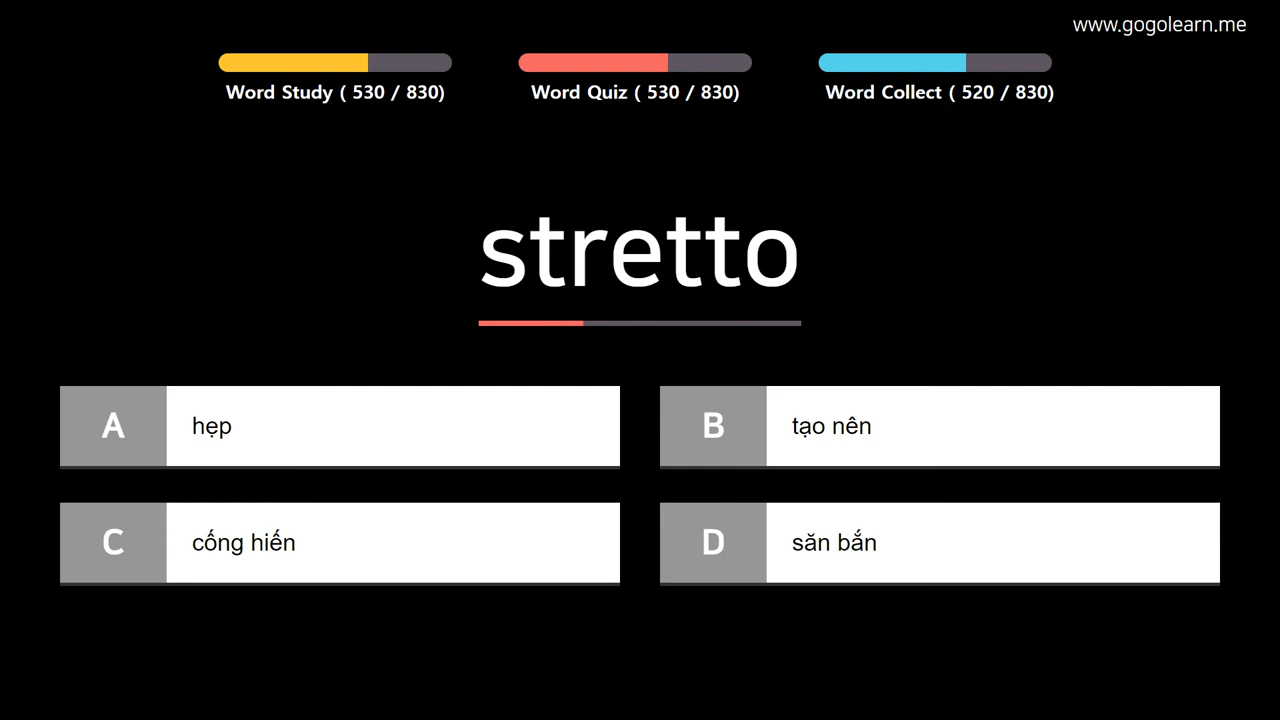 www.gogolearn.me
Word Study ( 530 / 830)
Word Quiz ( 530 / 830)
Word Collect ( 520 / 830)
stretto
A hẹp
B tạo nên
C cống hiến
D săn bắn